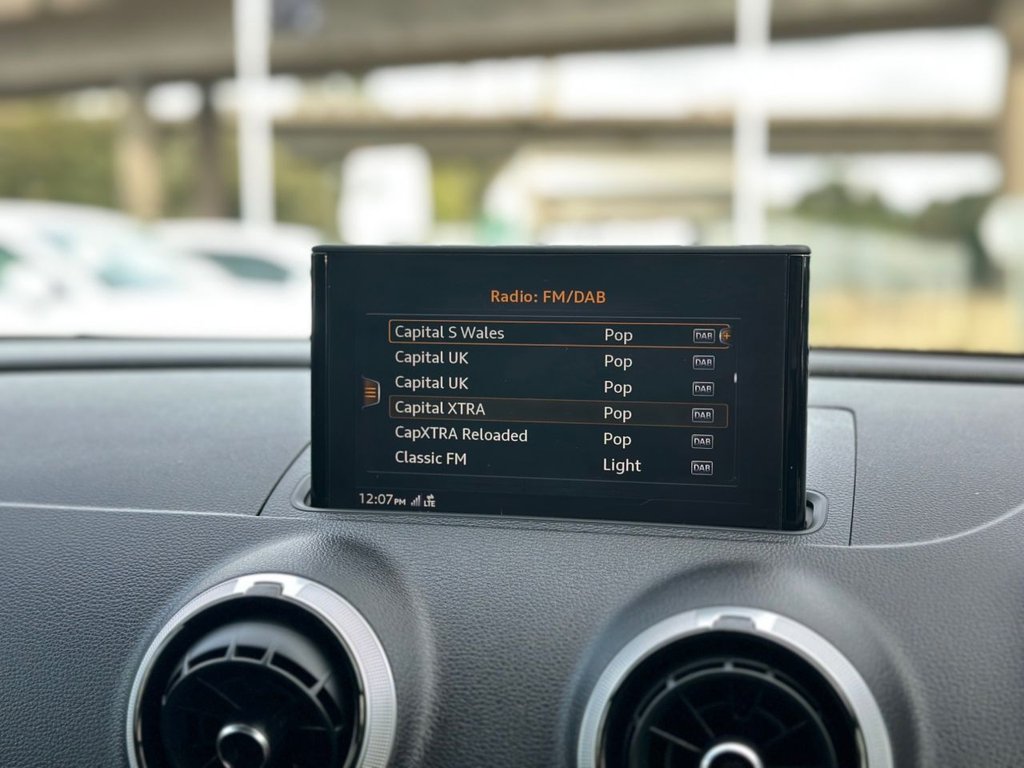 Radio: FM/DAB
Capital S Wales Pop DAB
Capital UK Pop DAB
Capital UK Pop DAB
Capital XTRA Pop DAB
CapXTRA Reloaded Pop DAB
Classic FM Light DAB
12:07PM LTE